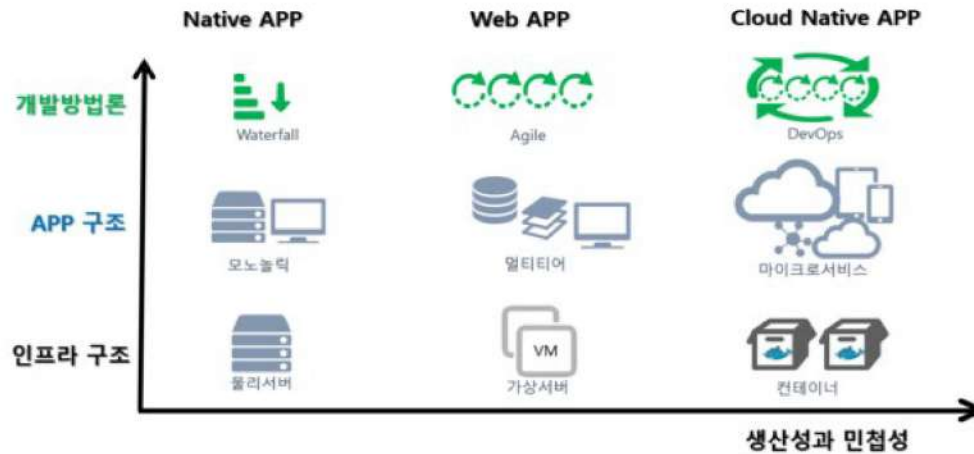 Native APP
Web APP
Cloud Native APP
개발방법론
Waterfall
Agile
DevOps
APP 구조
모노놀릭
멀티티어
마이크로서비스
인프라 구조
VM
물리서버
가상서버
컨테이너
생산성과 민첩성